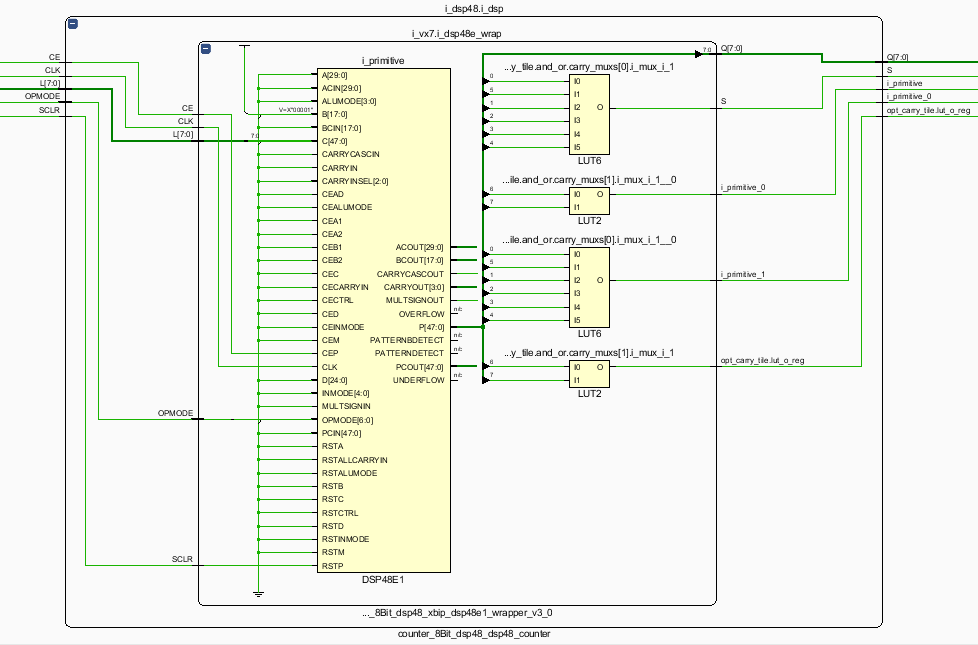 i_dsp48.i_dsp
i_vx7.i_dsp48e_wrap
CE
CLK
L[7:0]
OPMODE
SCLR
CE
CLK
L[7:0]
OPMODE
SCLR
V=X"00001"
7:0
i_primitive
A[29:0]
ACIN[29:0]
ALUMODE[3:0]
B[17:0]
BCIN[17:0]
C[47:0]
CARRYCASCIN
CARRYIN
CARRYINSEL[2:0]
CEAD
CEALUMODE
CEA1
CEA2
CEB1
CEB2
CEC
CECARRYIN
CECTRL
CED
CEINMODE
CEM
CEP
CLK
D[24:0]
INMODE[4:0]
MULTSIGNIN
OPMODE[6:0]
PCIN[47:0]
RSTA
RSTALLCARRYIN
RSTALUMODE
RSTB
RSTC
RSTCTRL
RSTD
RSTINMODE
RSTM
RSTP
ACOUT[29:0]
BCOUT[17:0]
CARRYCASCOUT
CARRYOUT[3:0]
MULTSIGNOUT
OVERFLOW
n/c
P[47:0]
PATTERNBDETECT
n/c
PATTERNDETECT
n/c
PCOUT[47:0]
UNDERFLOW
n/c
DSP48E1
7:0
Q[7:0]
...y_tile.and_or.carry_muxs[0].i_mux_i_1
0 I0
5 I1
1 I2 O
2 I3
3 I4
4 I5
LUT6
S
...ile.and_or.carry_muxs[1].i_mux_i_1__0
6 I0 O
7 I1
LUT2
i_primitive_0
...ile.and_or.carry_muxs[0].i_mux_i_1__0
0 I0
5 I1
1 I2 O
2 I3
3 I4
4 I5
LUT6
i_primitive_1
...y_tile.and_or.carry_muxs[1].i_mux_i_1
6 I0 O
7 I1
LUT2
opt_carry_tile.lut_o_reg
Q[7:0]
S
i_primitive
i_primitive_0
opt_carry_tile.lut_o_reg
..._8Bit_dsp48_xbip_dsp48e1_wrapper_v3_0
counter_8Bit_dsp48_dsp48_counter